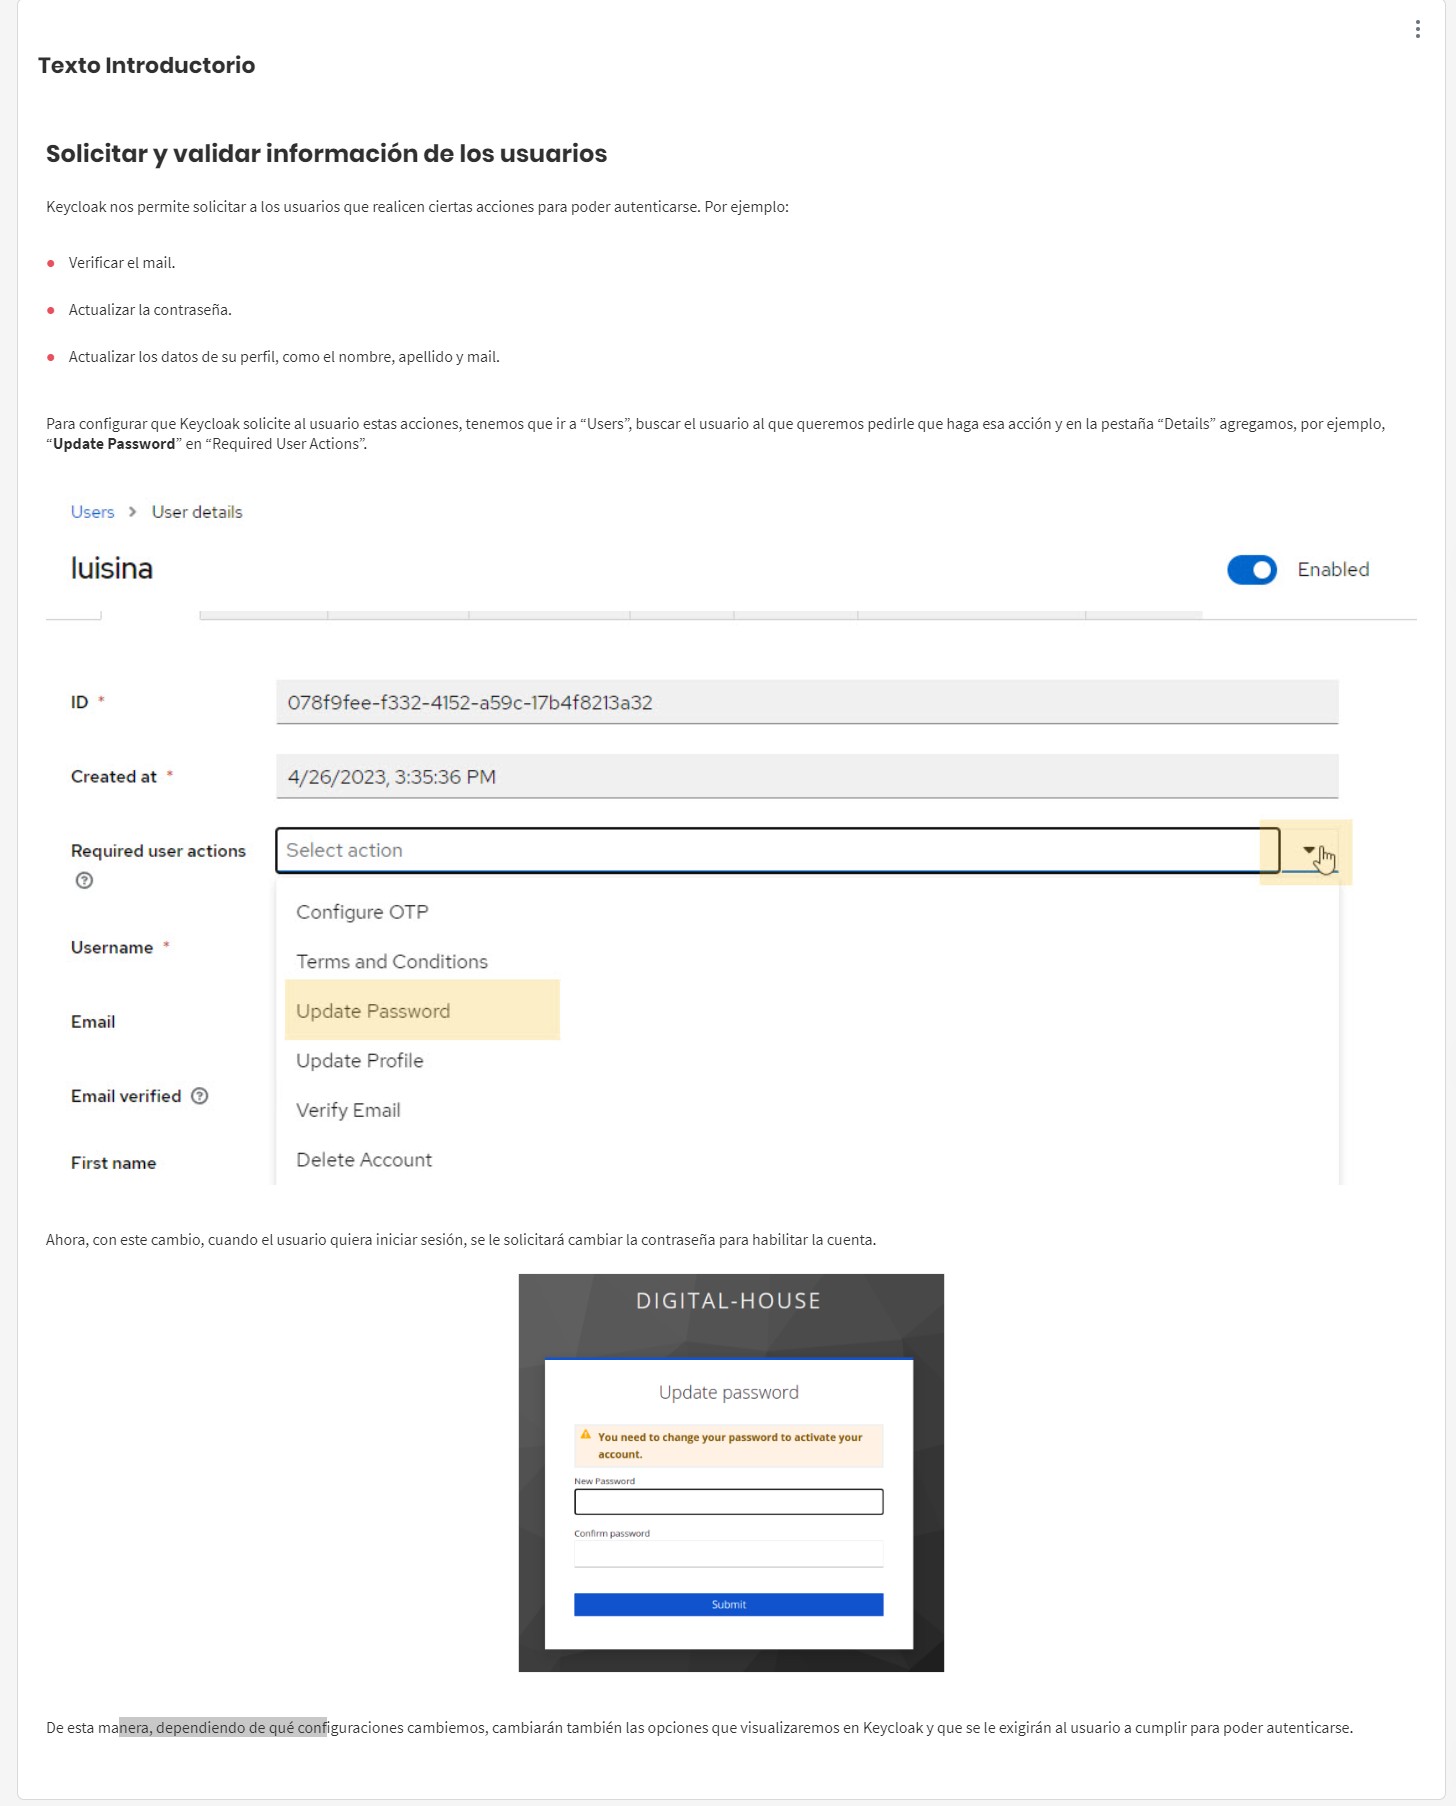 Texto Introductorio
Solicitar y validar información de los usuarios
Keycloak nos permite solicitar a los usuarios que realicen ciertas acciones para poder autenticarse. Por ejemplo:
Verificar el mail.
Actualizar la contraseña.
Actualizar los datos de su perfil, como el nombre, apellido y mail.
Para configurar que Keycloak solicite al usuario estas acciones, tenemos que ir a “Users”, buscar el usuario al que queremos pedirle que haga esa acción y en la pestaña “Details” agregamos, por ejemplo,
“Update Password” en “Required User Actions”.
Users > User details
luisina
Enabled
ID *
078f9fee-f332-4152-a59c-17b4f8213a32
Created at *
4/26/2023, 3:35:36 PM
Required user actions
Select action
Configure OTP
Username *
Terms and Conditions
Update Password
Email
Update Profile
Email verified
Verify Email
First name
Delete Account
Ahora, con este cambio, cuando el usuario quiera iniciar sesión, se le solicitará cambiar la contraseña para habilitar la cuenta.
DIGITAL-HOUSE
Update password
You need to change your password to activate your
account.
New Password
Confirm password
Submit
De esta manera, dependiendo de qué configuraciones cambiemos, cambiarán también las opciones que visualizaremos en Keycloak y que se le exigirán al usuario a cumplir para poder autenticarse.